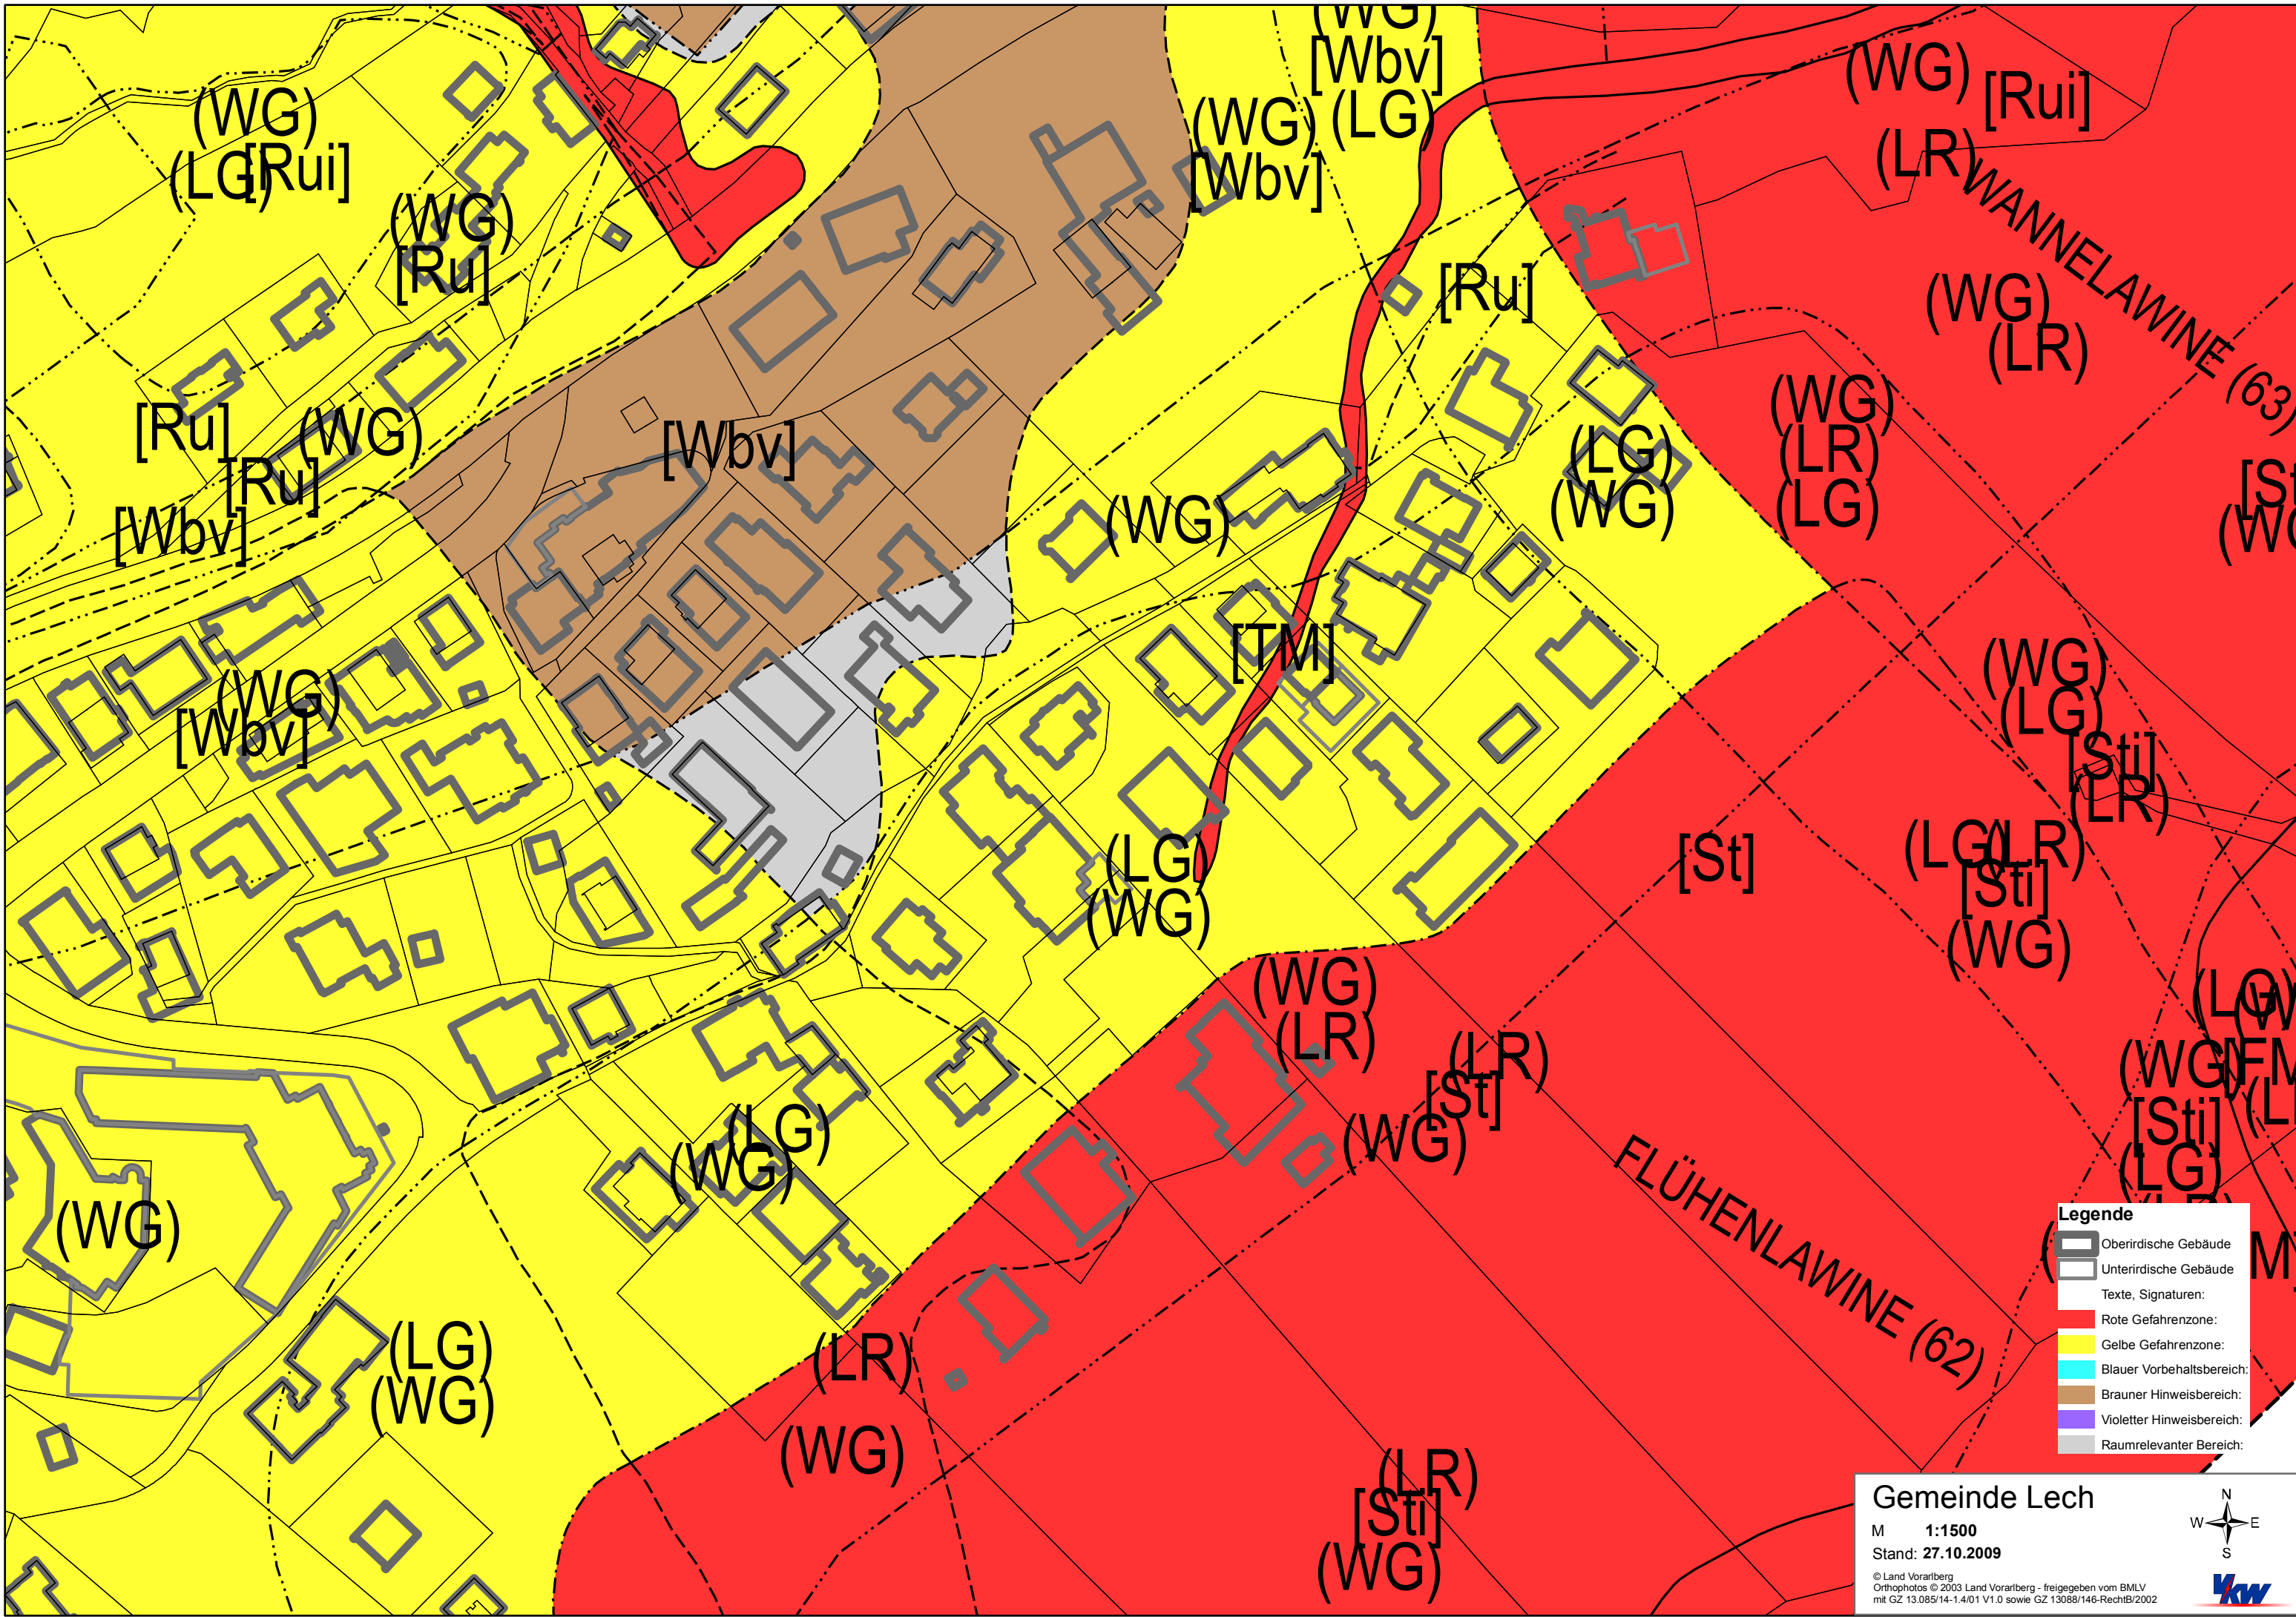 (WG)
[Wbv]
(LG)
(WG)
[Wbv]
(WG)
[Rui]
(LR)
WANNELAWINE (63)
(WG)
(LG)
[Rui]
(WG)
[Ru]
[Ru]
(WG)
(LR)
[Ru]
(WG)
[Ru]
[Wbv]
[Wbv]
(WG)
(LG)
(WG)
(WG)
(LR)
(LG)
[TM]
(WG)
[Wbv]
(WG)
(LG)
[Sti]
(LR)
(LG)
(WG)
[St]
(LG)
(LR)
[Sti]
(WG)
(WG)
(LR)
(LR)
[St]
(WG)
(LG)
(WG)
(WG)
[Sti]
(LG)
FLÜHENLAWINE (62)
(WG)
(LG)
(WG)
(LR)
(WG)
(LR)
[Sti]
(WG)
Legende
Oberirdische Gebäude
Unterirdische Gebäude
Texte, Signaturen:
Rote Gefahrenzone:
Gelbe Gefahrenzone:
Blauer Vorbehaltsbereich:
Brauner Hinweisbereich:
Violetter Hinweisbereich:
Raumrelevanter Bereich:
Gemeinde Lech
M 1:1500
Stand: 27.10.2009
© Land Vorarlberg
Orthophotos © 2003 Land Vorarlberg - freigegeben vom BMLV
mit GZ 13.085/14-1.4/01 V1.0 sowie GZ 13088/146-RechtB/2002
N
W E
S
VKW